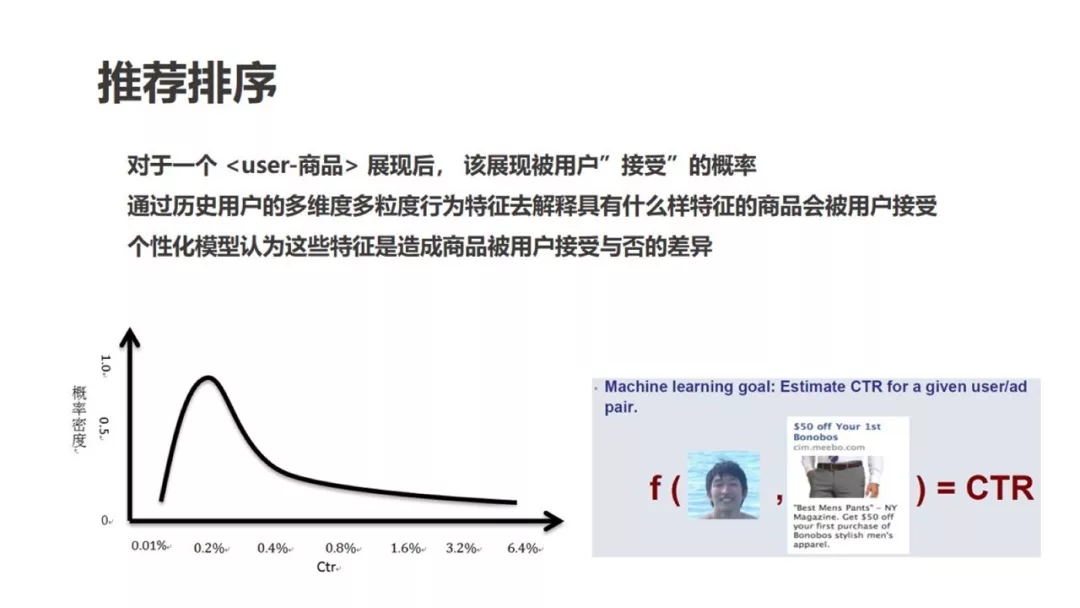 推荐排序
对于一个 <user-商品> 展现后， 该展现被用户”接受”的概率
通过历史用户的多维度多粒度行为特征去解释具有什么样特征的商品会被用户接受
个性化模型认为这些特征是造成商品被用户接受与否的差异
1.0
概率密度
0.5
0
0.01% 0.2% 0.4% 0.8% 1.6% 3.2% 6.4%
Ctr
Machine learning goal: Estimate CTR for a given user/ad
pair.
$50 off Your 1st
Bonobos
cim.meebo.com
f ( , ) = CTR
"Best Mens Pants" – NY
Magazine. Get $50 off
your first purchase of
Bonobos stylish men's
apparel.